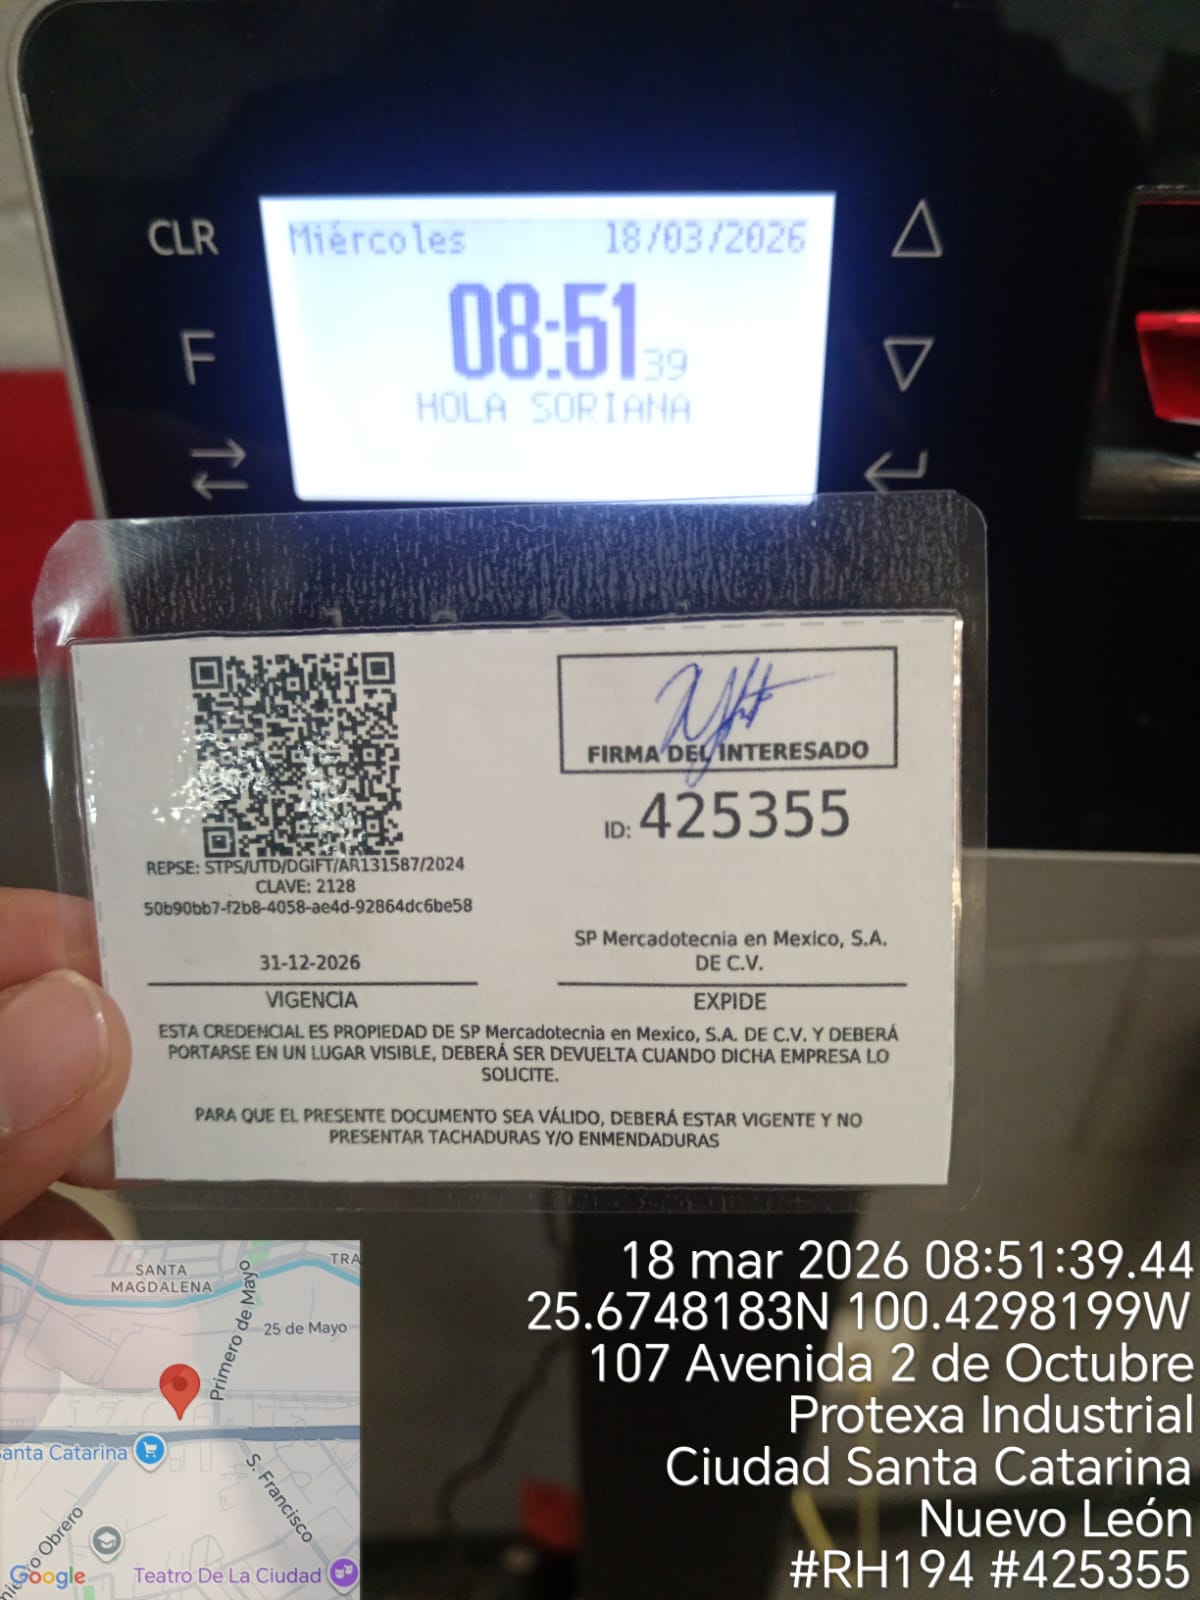 CLR
F
Miércoles 18/03/2026
08:51 39
HOLA SORIANA
FIRMA DEL INTERESADO
ID: 425355
REPSE: STPS/UTD/DGIFT/AR131587/2024
CLAVE: 2128
50b90bb7-f2b8-4058-ae4d-92864dc6be58
31-12-2026
VIGENCIA
SP Mercadotecnia en Mexico, S.A.
DE C.V.
EXPIDE
ESTA CREDENCIAL ES PROPIEDAD DE SP Mercadotecnia en Mexico, S.A. DE C.V. Y DEBERÁ
PORTARSE EN UN LUGAR VISIBLE, DEBERÁ SER DEVUELTA CUANDO DICHA EMPRESA LO
SOLICITE.
PARA QUE EL PRESENTE DOCUMENTO SEA VÁLIDO, DEBERÁ ESTAR VIGENTE Y NO
PRESENTAR TACHADURAS Y/O ENMENDADURAS
SANTA
MAGDALENA
TRA
Primero de Mayo
25 de Mayo
anta Catarina
S. Francisco
o Obrero
Google
Teatro De La Ciudad
18 mar 2026 08:51:39.44
25.6748183N 100.4298199W
107 Avenida 2 de Octubre
Protexa Industrial
Ciudad Santa Catarina
Nuevo León
#RH194 #425355